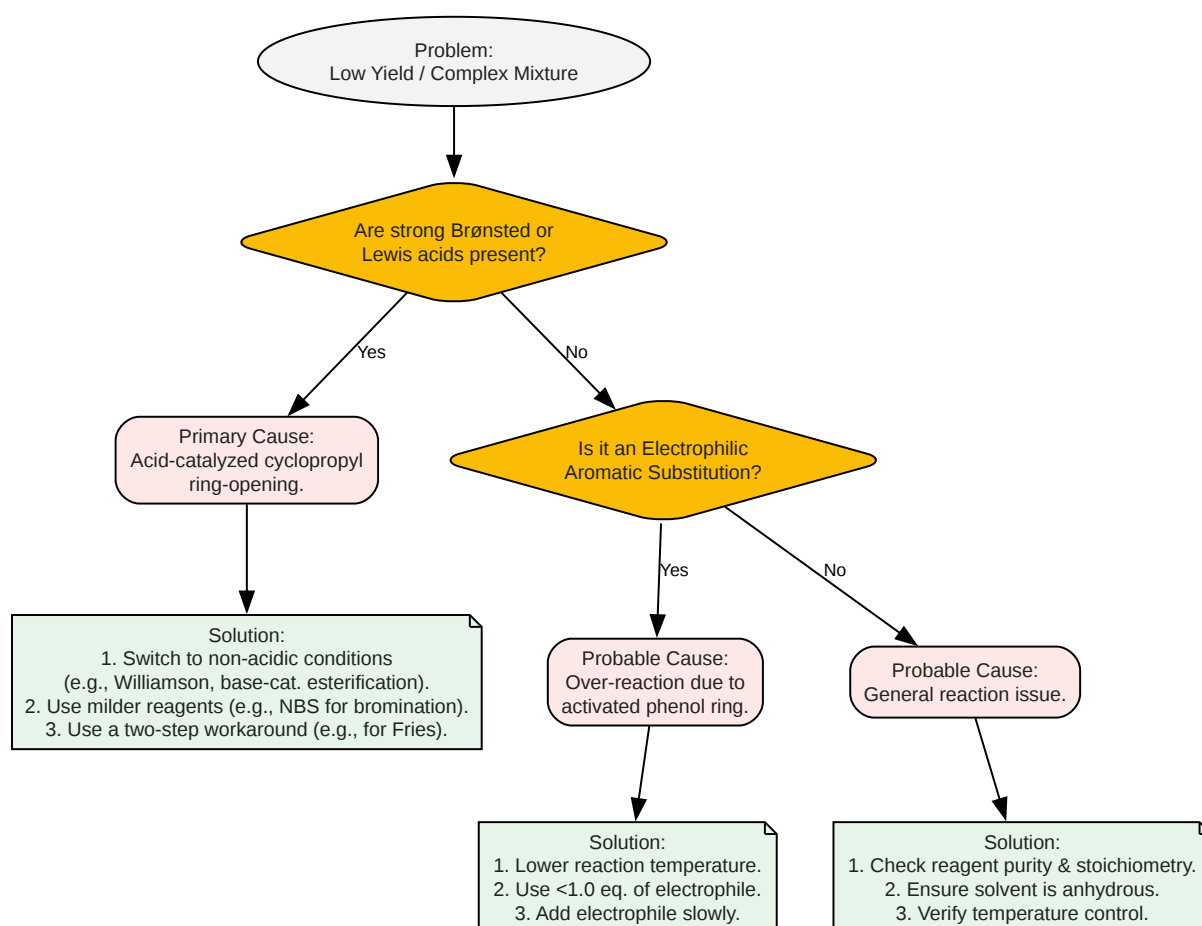 Problem:
Low Yield / Complex Mixture
Are strong Brønsted or
Lewis acids present?
Yes
No
Primary Cause:
Acid-catalyzed cyclopropyl
ring-opening.
Is it an Electrophilic
Aromatic Substitution?
Yes
No
Solution:
1. Switch to non-acidic conditions
(e.g., Williamson, base-cat. esterification).
2. Use milder reagents (e.g., NBS for bromination).
3. Use a two-step workaround (e.g., for Fries).
Probable Cause:
Over-reaction due to
activated phenol ring.
Probable Cause:
General reaction issue.
Solution:
1. Lower reaction temperature.
2. Use <1.0 eq. of electrophile.
3. Add electrophile slowly.
Solution:
1. Check reagent purity & stoichiometry.
2. Ensure solvent is anhydrous.
3. Verify temperature control.